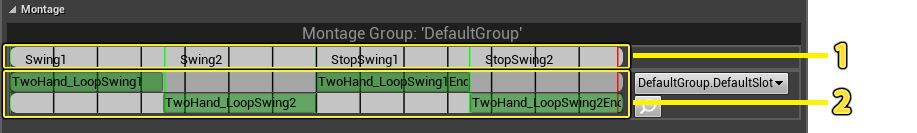 Montage
Montage Group: 'DefaultGroup'
Swing1 Swing2 StopSwing1 StopSwing2 1
TwoHand_LoopSwing1 TwoHand_LoopSwing1End DefaultGroup.DefaultSlot
TwoHand_LoopSwing2 TwoHand_LoopSwing2End 2